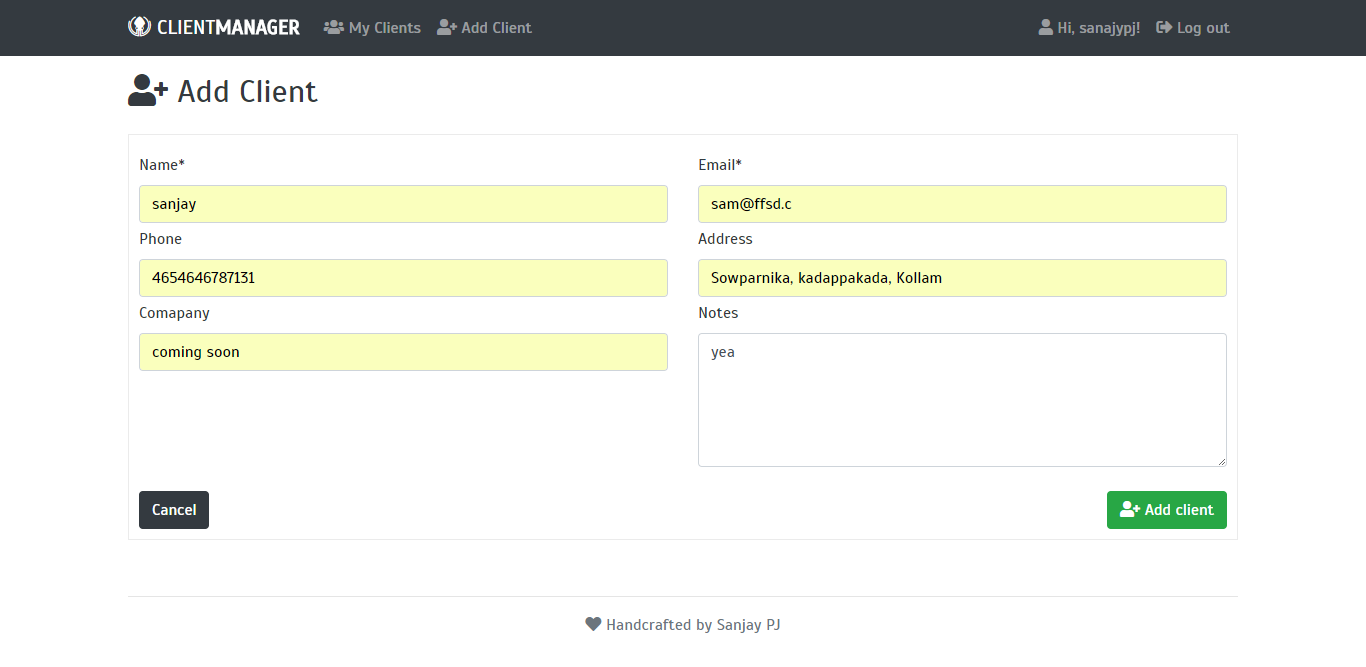 CLIENTMANAGER My Clients Add Client Hi, sanajypj! Log out
Add Client
Name* Email*
sanjay sam@ffsd.c
Phone Address
4654646787131 Sowparnika, kadappakada, Kollam
Comapany Notes
coming soon yea
Cancel Add client
Handcrafted by Sanjay PJ